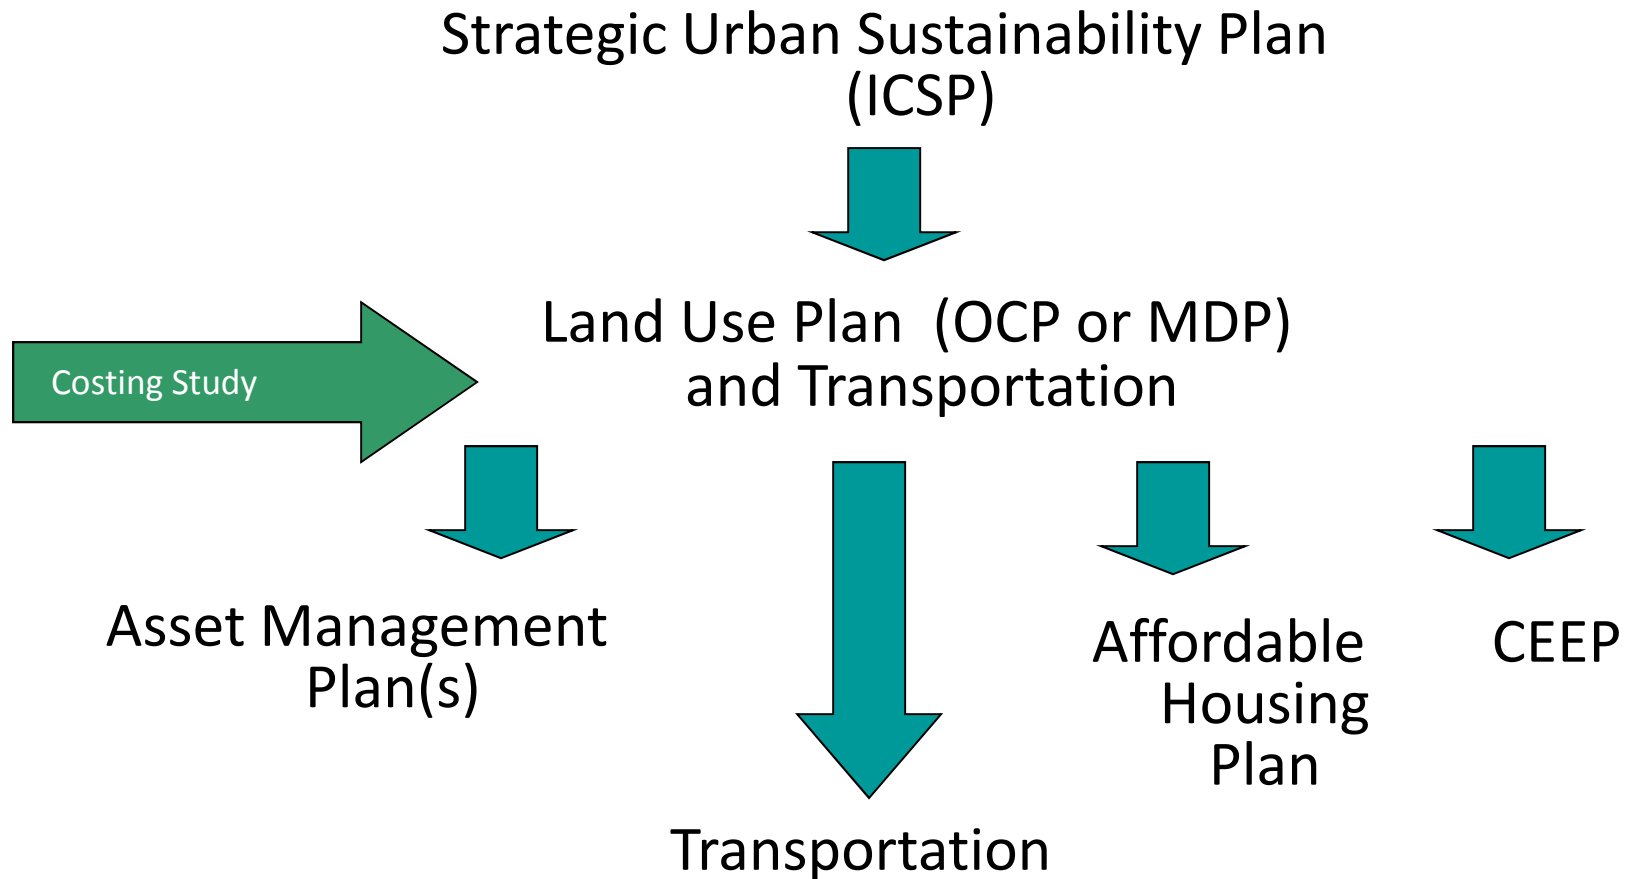 Strategic Urban Sustainability Plan
(ICSP)
Land Use Plan  (OCP or MDP)
and Transportation
Costing Study
Asset Management
Plan(s)
Affordable
Housing
Plan
CEEP
Transportation